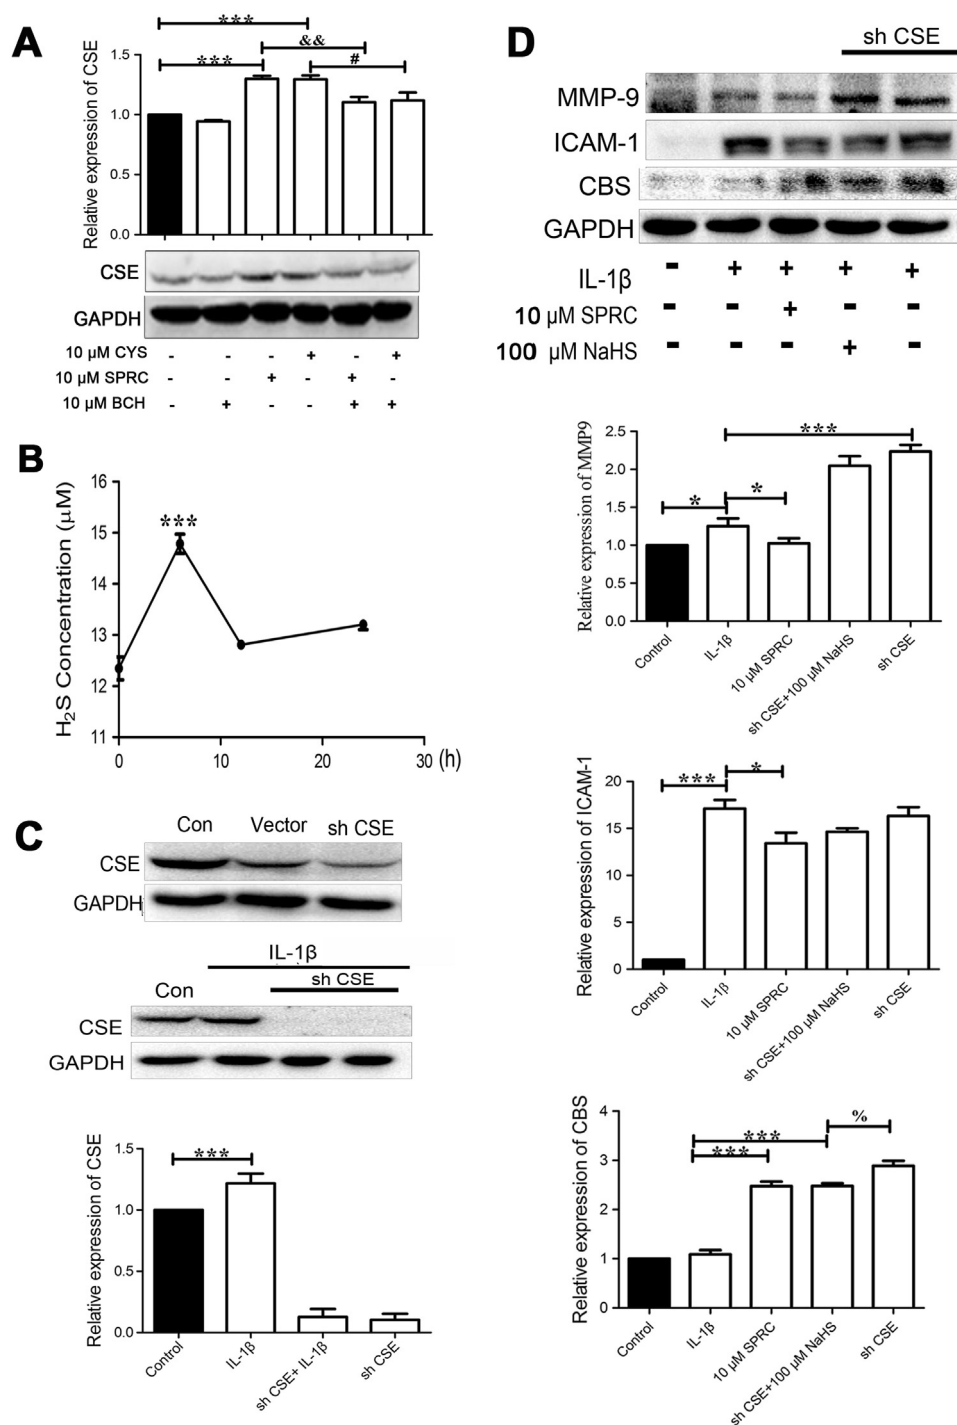 A
***
&&
***
#
Relative expression of CSE
1.5
1.0
0.5
0.0
CSE
GAPDH
10 µM CYS - - - + - +
10 µM SPRC - - + - + -
10 µM BCH - + - - + +
B
H₂S Concentration (µM)
16
15
14
13
12
11
***
0 10 20 30 (h)
C
Con Vector sh CSE
CSE
GAPDH
IL-1β
sh CSE
Con
CSE
GAPDH
Relative expression of CSE
1.5
1.0
0.5
0.0
***
Control
IL-1β
sh CSE+ IL-1β
sh CSE
D
sh CSE
MMP-9
ICAM-1
CBS
GAPDH
IL-1β - + + + +
10 µM SPRC - - + - -
100 µM NaHS - - - + -
Relative expression of MMP9
2.5
2.0
1.5
1.0
0.5
0.0
***
* *
Control
IL-1β
10 µM SPRC
sh CSE+100 µM NaHS
sh CSE
Relative expression of ICAM-1
20
15
10
5
0
*** *
Control
IL-1β
10 µM SPRC
sh CSE+100 µM NaHS
sh CSE
Relative expression of CBS
4
3
2
1
0
%
***
***
Control
IL-1β
10 µM SPRC
sh CSE+100 µM NaHS
sh CSE